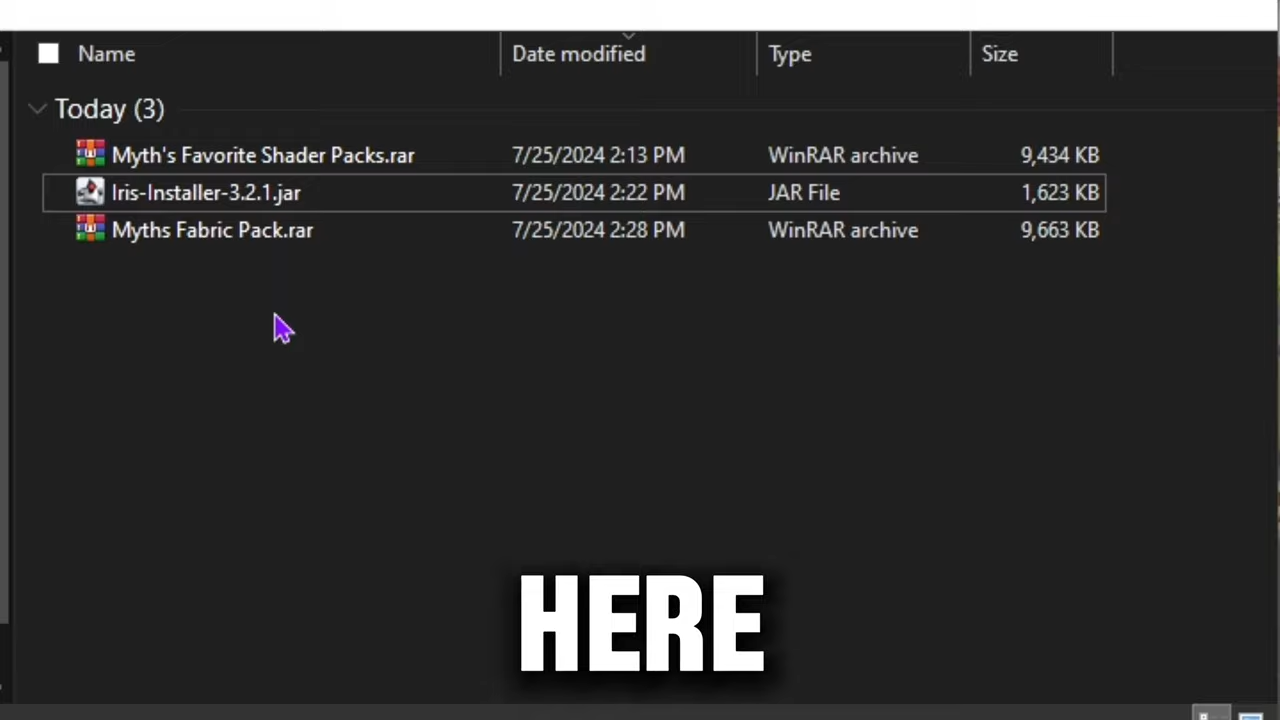 Name Date modified Type Size
Today (3)
Myth's Favorite Shader Packs.rar 7/25/2024 2:13 PM WinRAR archive 9,434 KB
Iris-Installer-3.2.1.jar 7/25/2024 2:22 PM JAR File 1,623 KB
Myths Fabric Pack.rar 7/25/2024 2:28 PM WinRAR archive 9,663 KB
HERE